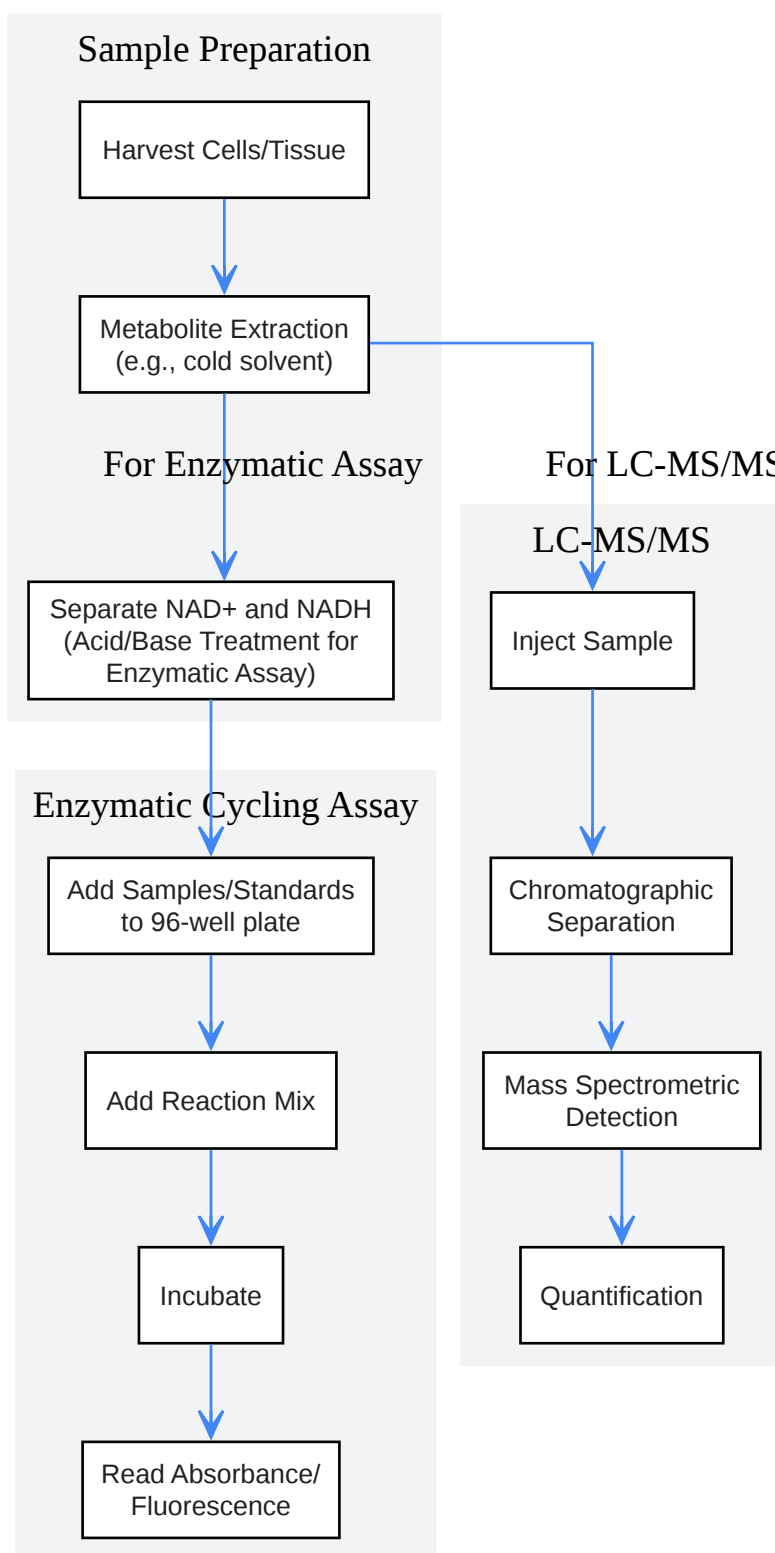 Sample Preparation
Harvest Cells/Tissue
Metabolite Extraction
(e.g., cold solvent)
For Enzymatic Assay
For LC-MS/MS
Separate NAD+ and NADH
(Acid/Base Treatment for
Enzymatic Assay)
LC-MS/MS
Inject Sample
Chromatographic
Separation
Mass Spectrometric
Detection
Quantification
Enzymatic Cycling Assay
Add Samples/Standards
to 96-well plate
Add Reaction Mix
Incubate
Read Absorbance/
Fluorescence